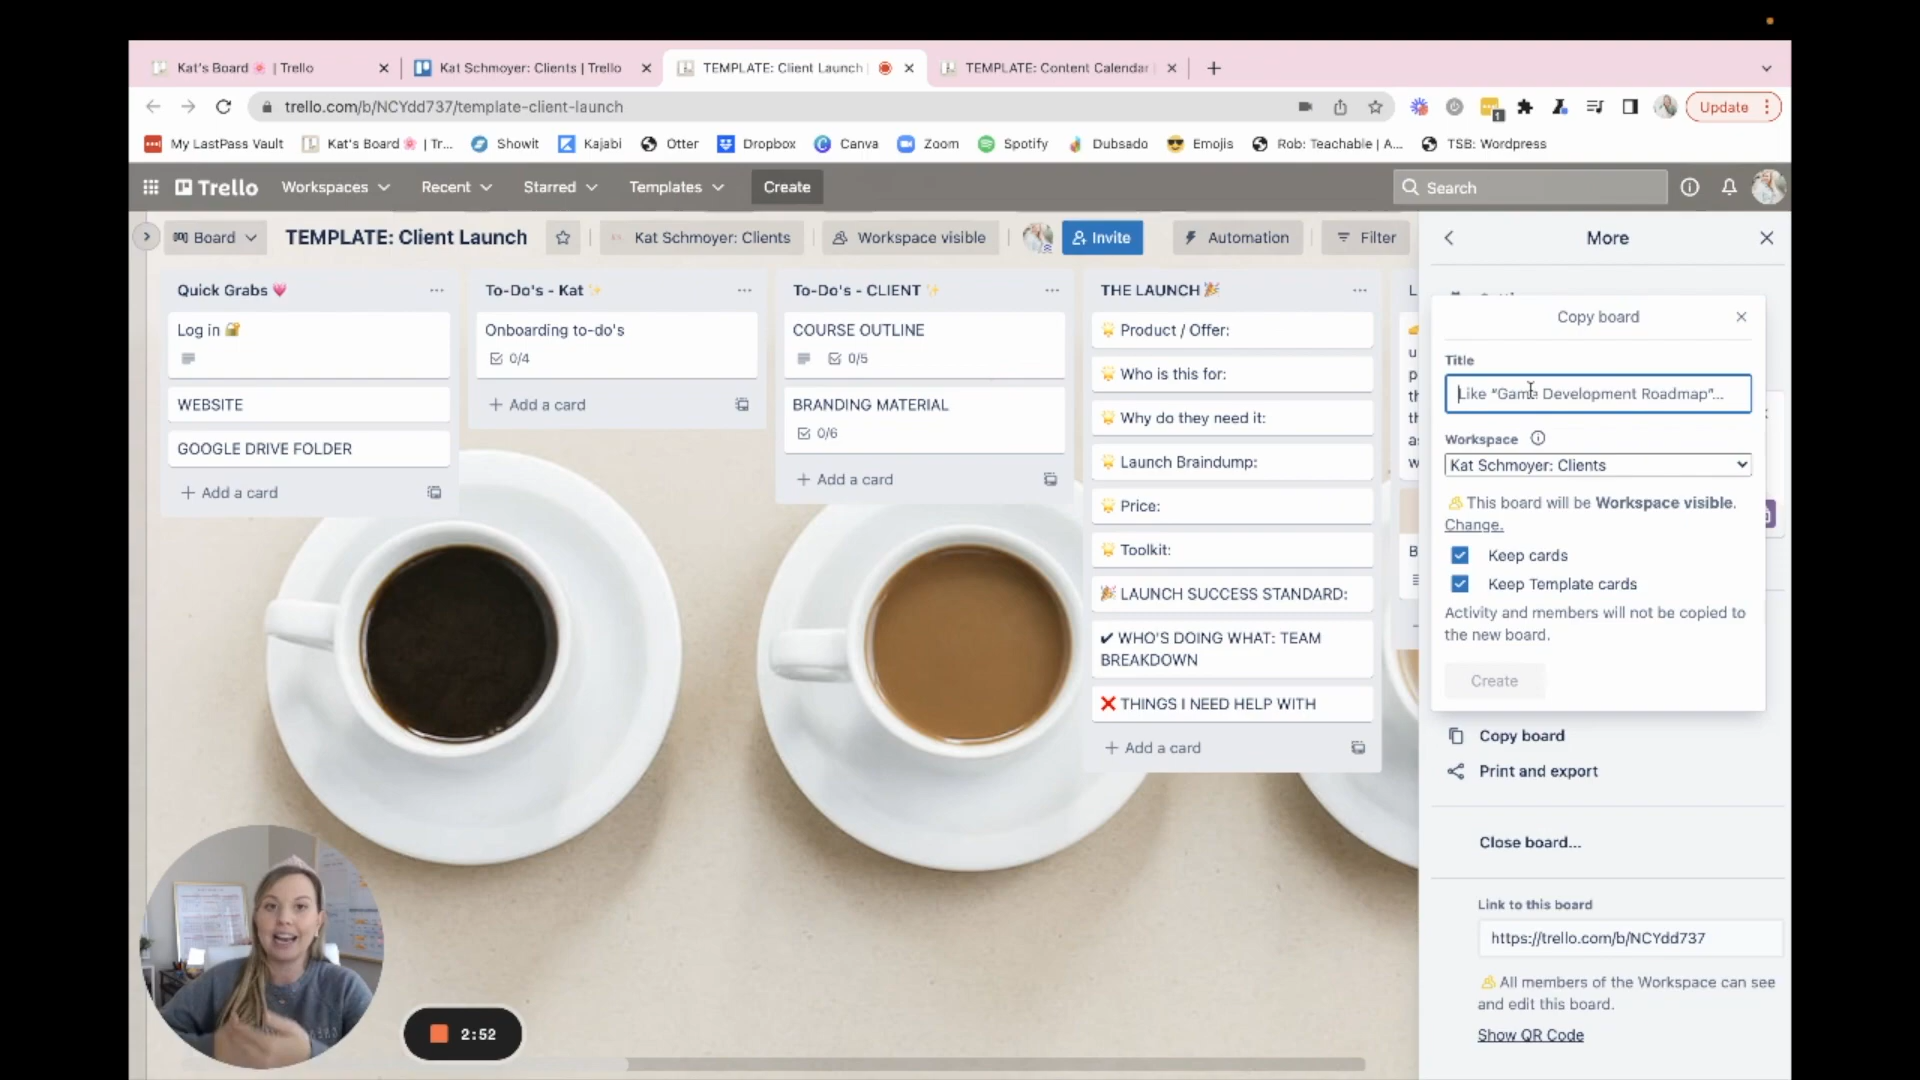 Kat's Board 🌸 | Trello
Kat Schmoyer: Clients | Trello
TEMPLATE: Client Launch |
TEMPLATE: Content Calendar
trello.com/b/NCYdd737/template-client-launch
1
Update
My LastPass Vault
Kat's Board 🌸 | Tr...
Showit
Kajabi
Otter
Dropbox
Canva
Zoom
Spotify
Dubsado
Emojis
Rob: Teachable | A...
TSB: Wordpress
Trello
Workspaces
Recent
Starred
Templates
Create
Search
Board
TEMPLATE: Client Launch
Kat Schmoyer: Clients
Workspace visible
Invite
Automation
Filter
Quick Grabs 💗
Log in 🔐
WEBSITE
GOOGLE DRIVE FOLDER
+ Add a card
To-Do's - Kat ✨
Onboarding to-do's
0/4
+ Add a card
To-Do's - CLIENT ✨
COURSE OUTLINE
0/5
BRANDING MATERIAL
0/6
+ Add a card
THE LAUNCH 🎉
🌟 Product / Offer:
🌟 Who is this for:
🌟 Why do they need it:
🌟 Launch Braindump:
🌟 Price:
🌟 Toolkit:
🎉 LAUNCH SUCCESS STANDARD:
✔ WHO'S DOING WHAT: TEAM
BREAKDOWN
❌ THINGS I NEED HELP WITH
+ Add a card
More
Copy board
Title
Like “Game Development Roadmap”...
Workspace
Kat Schmoyer: Clients
This board will be Workspace visible.
Change.
Keep cards
Keep Template cards
Activity and members will not be copied to
the new board.
Create
Copy board
Print and export
Close board...
Link to this board
https://trello.com/b/NCYdd737
All members of the Workspace can see
and edit this board.
Show QR Code
2:52